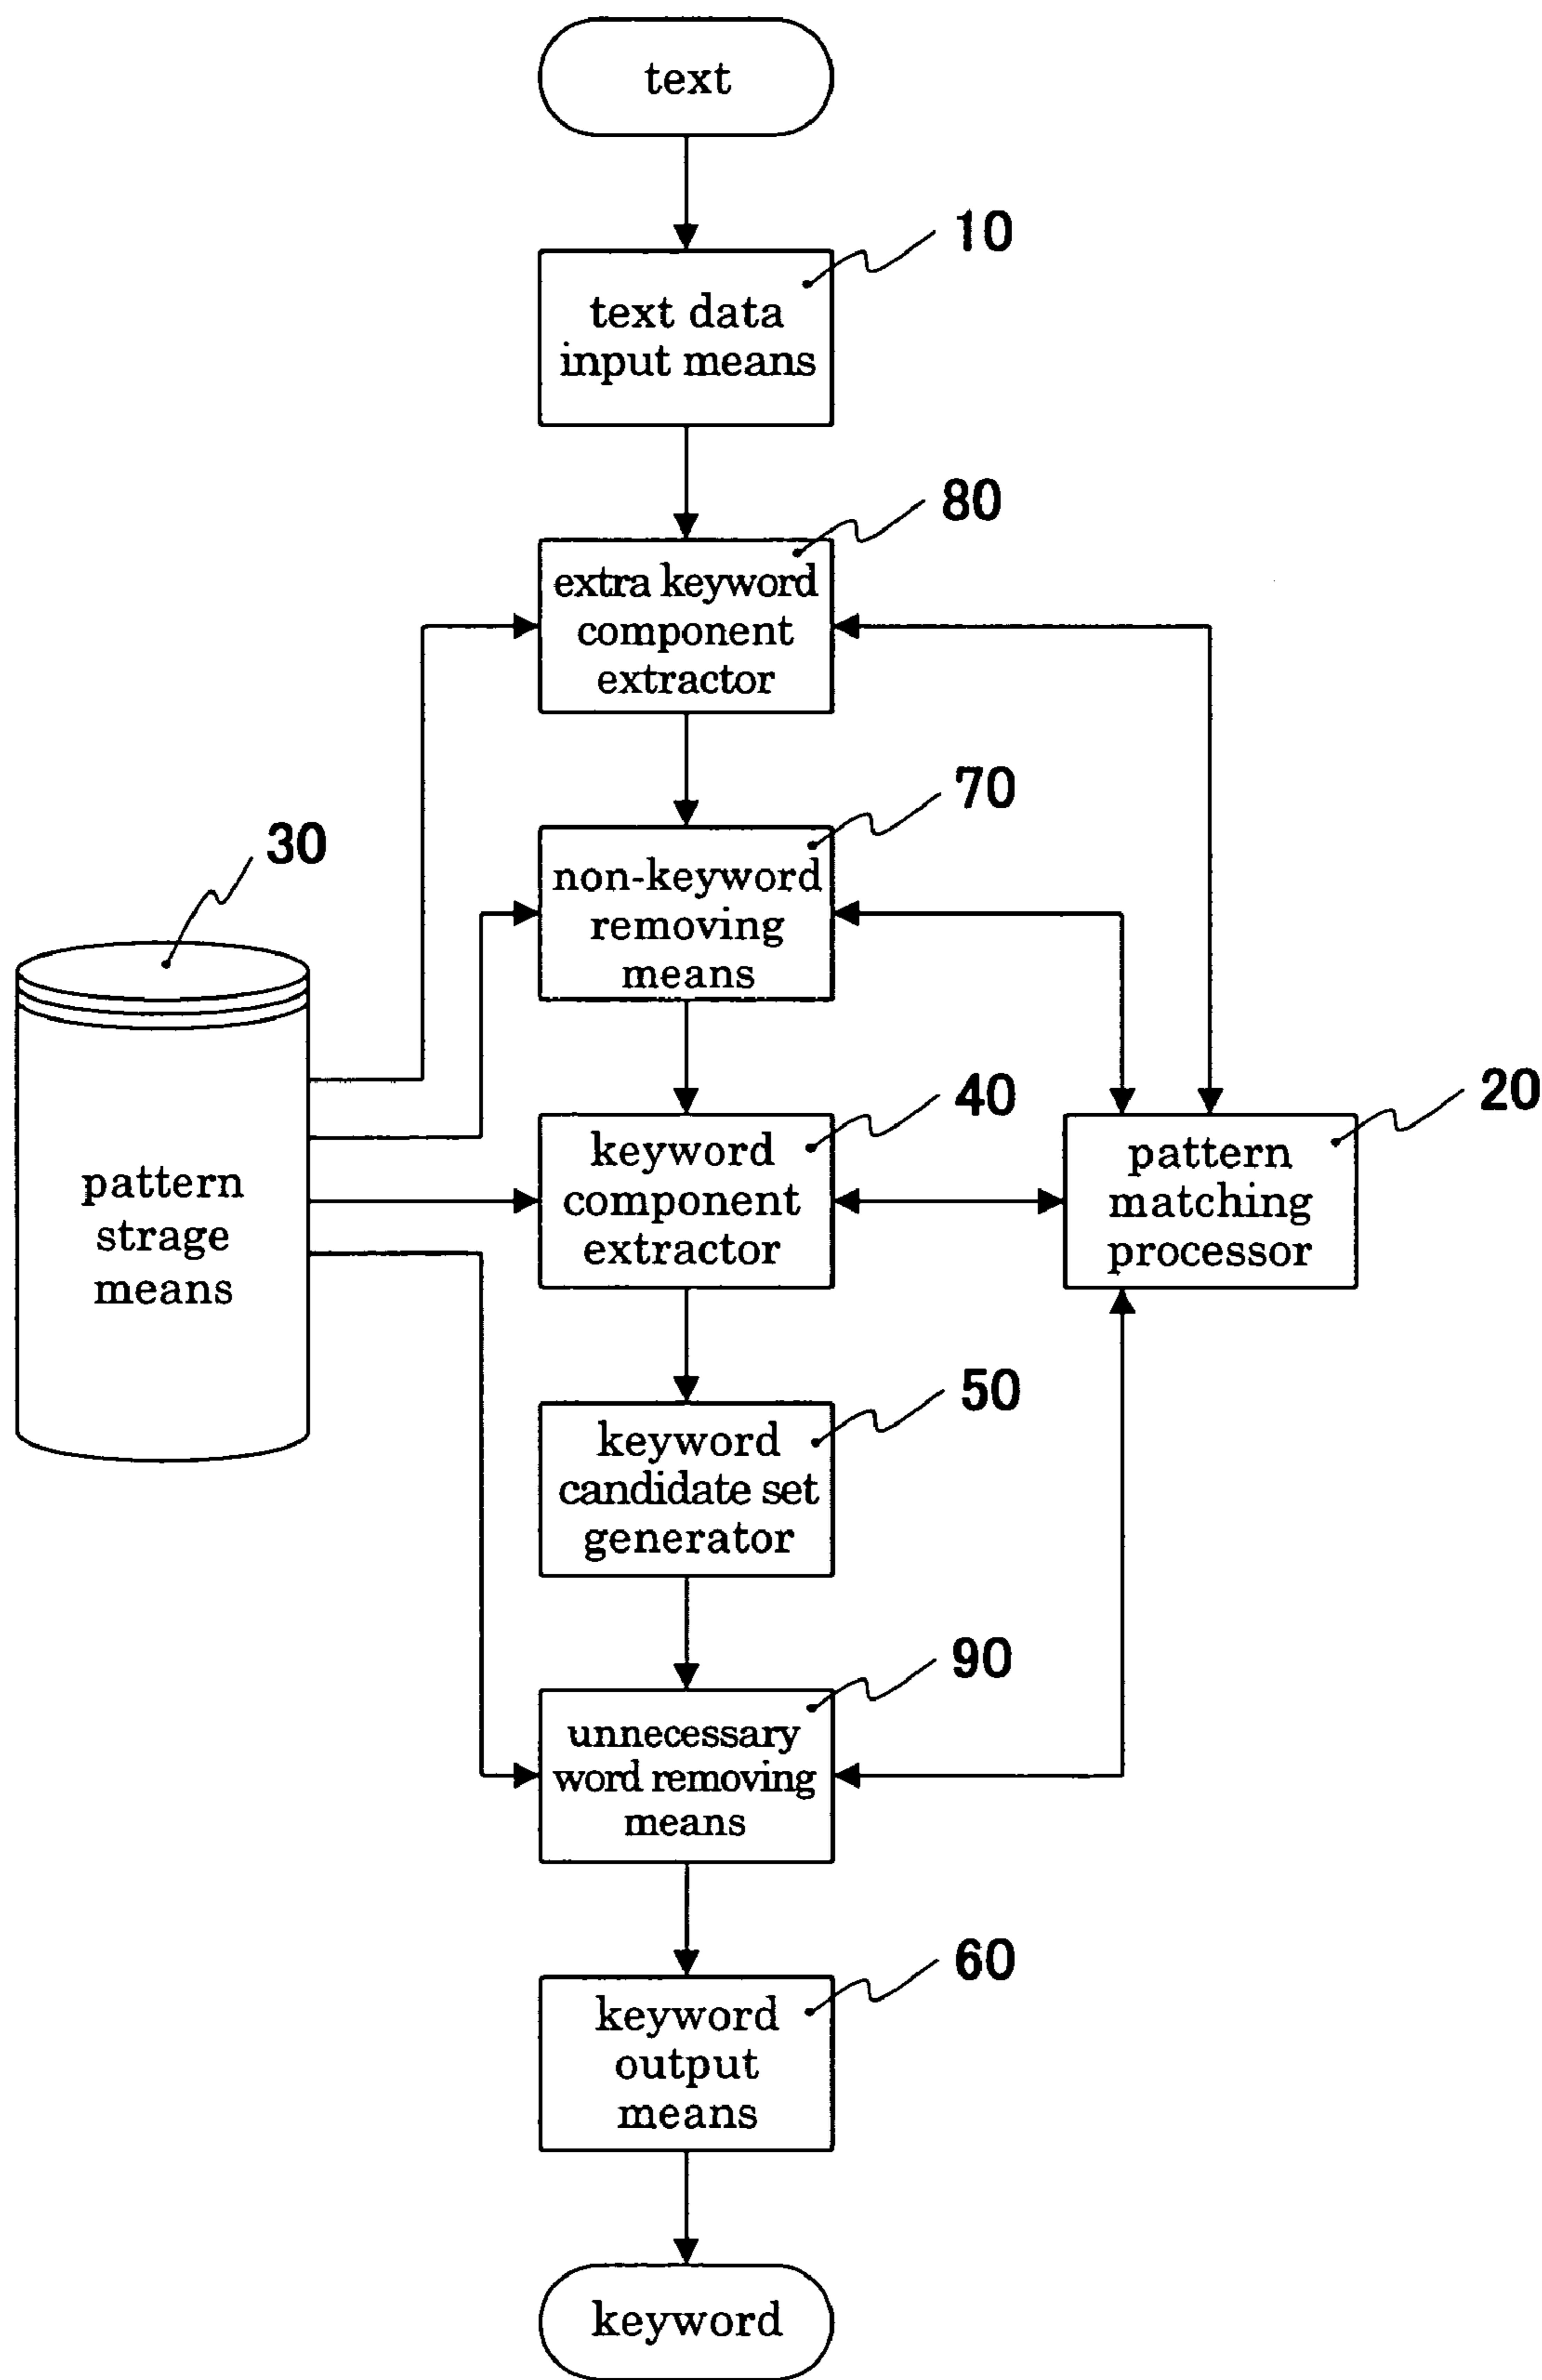 text
10
text data
input means
80
extra keyword
component
extractor
70
non-keyword
removing
means
30
pattern
strage
means
40
keyword
component
extractor
20
pattern
matching
processor
50
keyword
candidate set
generator
90
unnecessary
word removing
means
60
keyword
output
means
keyword